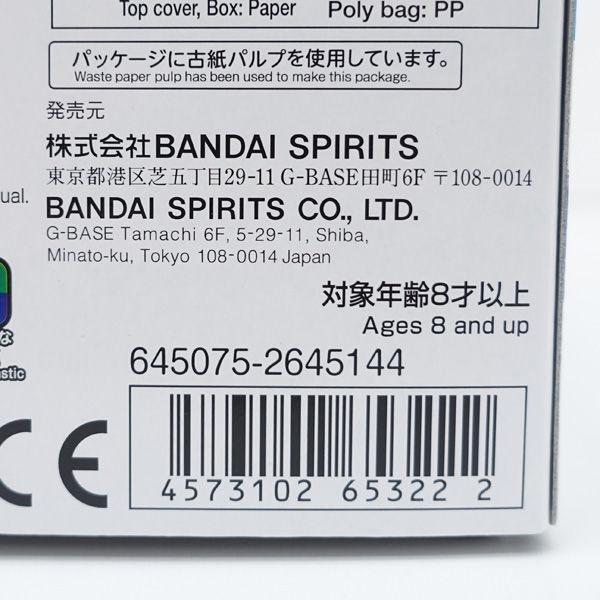 Top cover, Box: Paper
Poly bag: PP
パッケージに古紙パルプを使用しています。
Waste paper pulp has been used to make this package.
発売元
株式会社BANDAI SPIRITS
東京都港区芝五丁目29-11 G-BASE田町6F 〒108-0014
ual.
BANDAI SPIRITS CO., LTD.
G-BASE Tamachi 6F, 5-29-11, Shiba,
Minato-ku, Tokyo 108-0014 Japan
対象年齢8才以上
Ages 8 and up
な
stic
645075-2645144
CE
4573102 65322 2